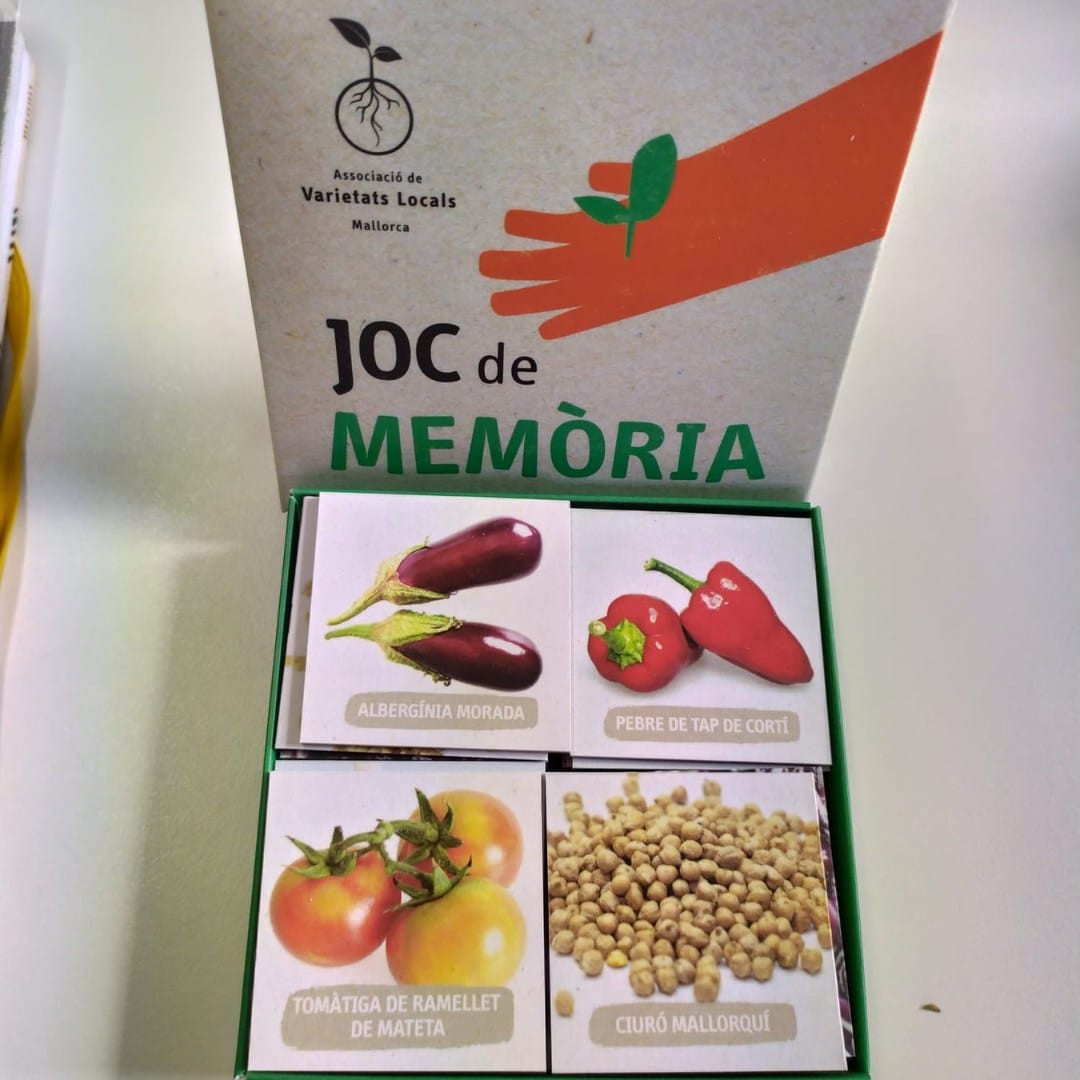 Associació de
Varietats Locals
Mallorca
JOC de
MEMÒRIA
ALBERGÍNIA MORADA
PEBRE DE TAP DE CORTÍ
TOMÀTIGA DE RAMELLET
DE MATETA
CIURÓ MALLORQUÍ